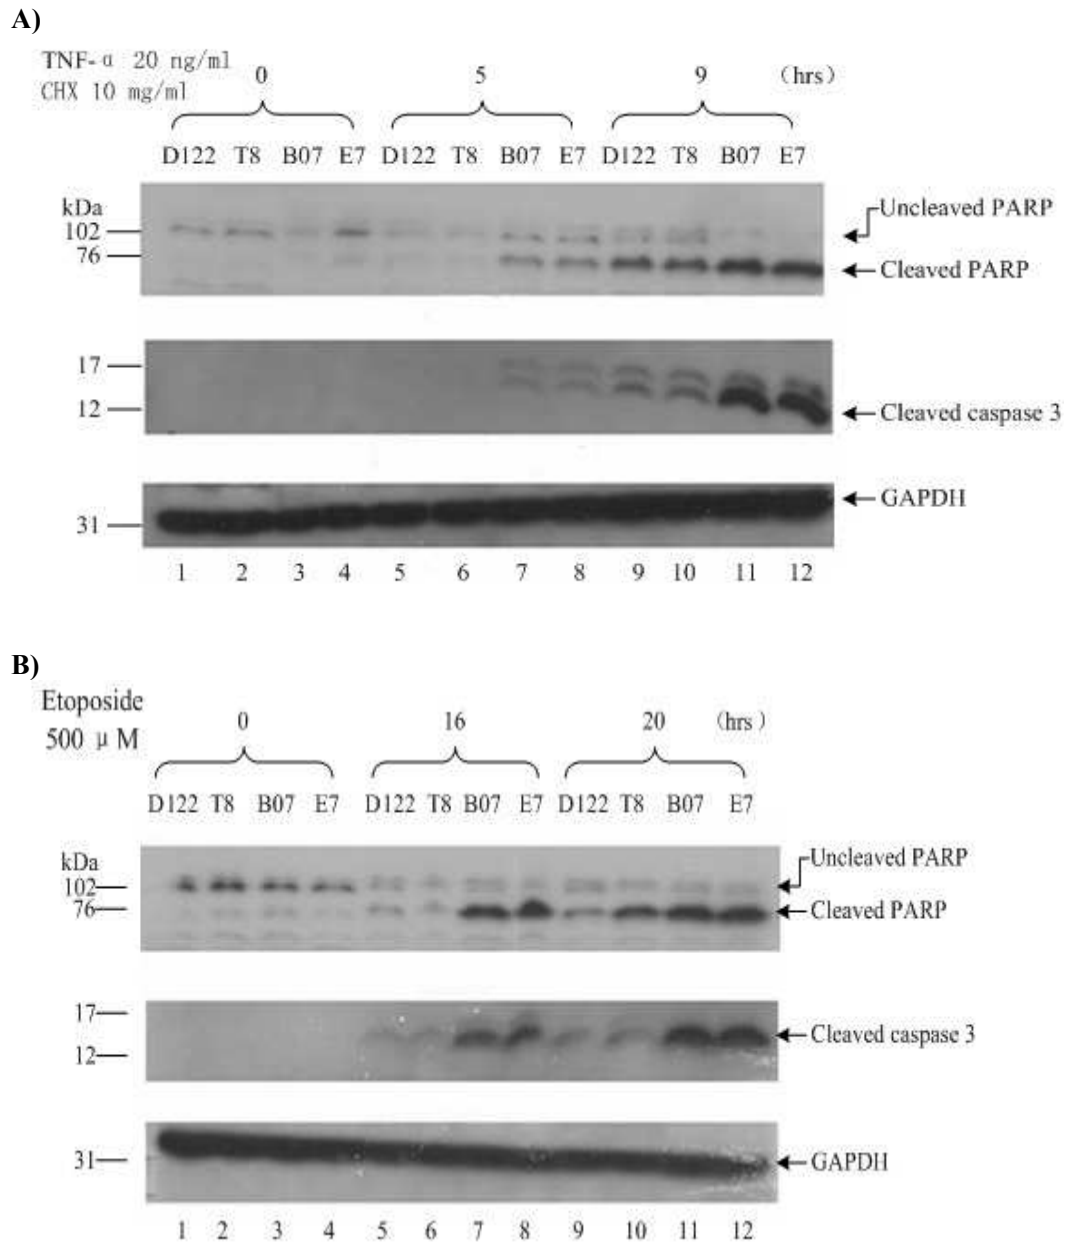 A)
TNF-α 20 ng/ml
CHX 10 mg/ml
0 5 9 (hrs)
D122 T8 B07 E7 D122 T8 B07 E7 D122 T8 B07 E7
kDa
102
76
Uncleaved PARP
Cleaved PARP
17
12
Cleaved caspase 3
31
GAPDH
1 2 3 4 5 6 7 8 9 10 11 12
B)
Etoposide
500 μM
0 16 20 (hrs)
D122 T8 B07 E7 D122 T8 B07 E7 D122 T8 B07 E7
kDa
102
76
Uncleaved PARP
Cleaved PARP
17
12
Cleaved caspase 3
31
GAPDH
1 2 3 4 5 6 7 8 9 10 11 12